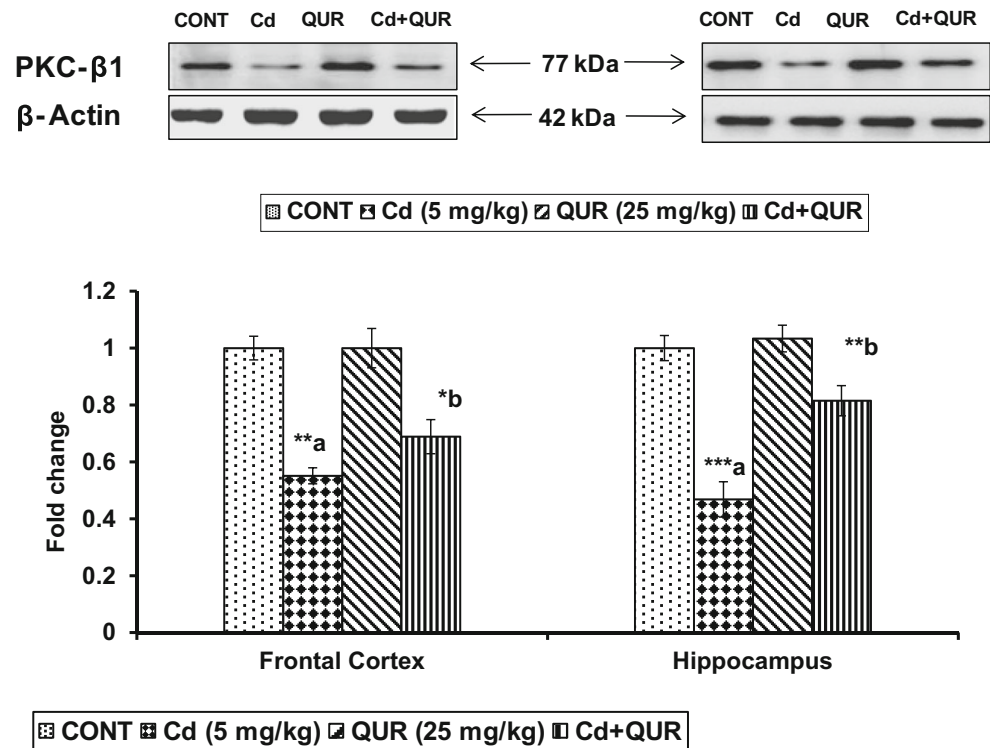 CONT Cd QUR Cd+QUR CONT Cd QUR Cd+QUR
PKC-β1 77 kDa
β-Actin 42 kDa
CONT Cd (5 mg/kg) QUR (25 mg/kg) Cd+QUR
Fold change
1.2
1
0.8
0.6
0.4
0.2
0
**a
*b
***a
**b
Frontal Cortex Hippocampus
CONT Cd (5 mg/kg) QUR (25 mg/kg) Cd+QUR